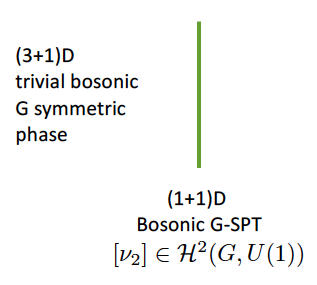 (3+1)D
trivial bosonic
G symmetric
phase
(1+1)D
Bosonic G-SPT
[ν₂] ∈ ℋ²(G, U(1))